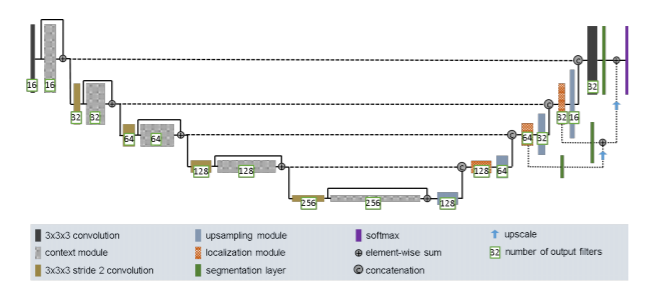 C
16
16
32
C
32
32
32
16
C
64
64
64
32
C
128
128
128
64
256
256
128
3x3x3 convolution
upsampling module
softmax
upscale
context module
localization module
element-wise sum
32 number of output filters
3x3x3 stride 2 convolution
segmentation layer
C concatenation